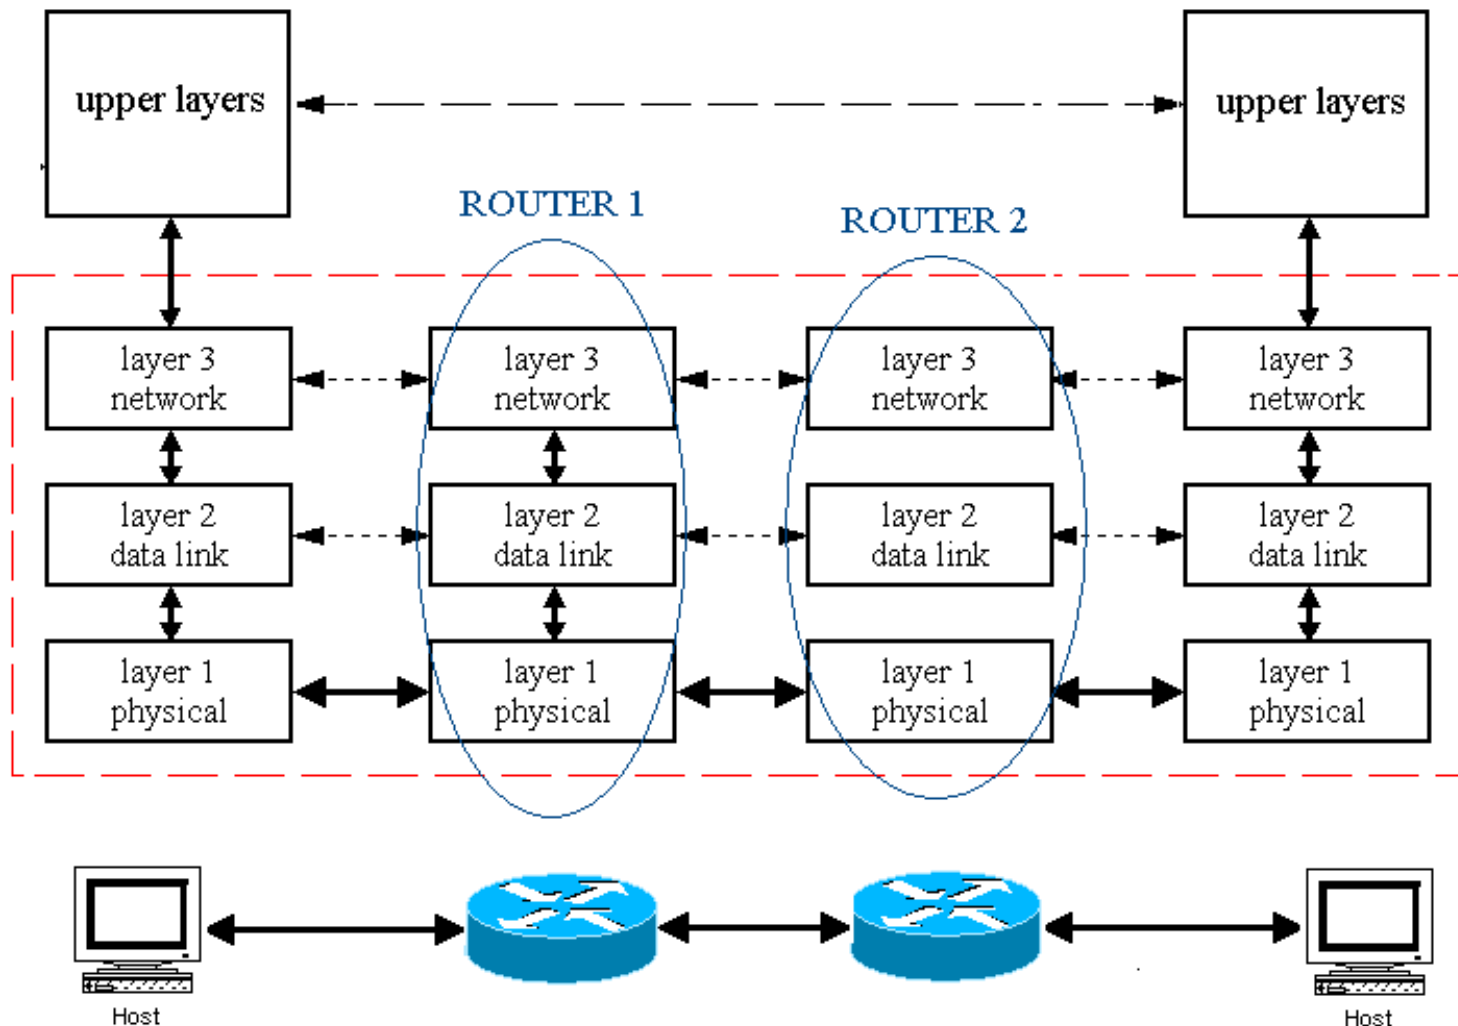 upper layers
upper layers
ROUTER 1
ROUTER 2
layer 3
network
layer 3
network
layer 3
network
layer 3
network
layer 2
data link
layer 2
data link
layer 2
data link
layer 2
data link
layer 1
physical
layer 1
physical
layer 1
physical
layer 1
physical
Host
Host